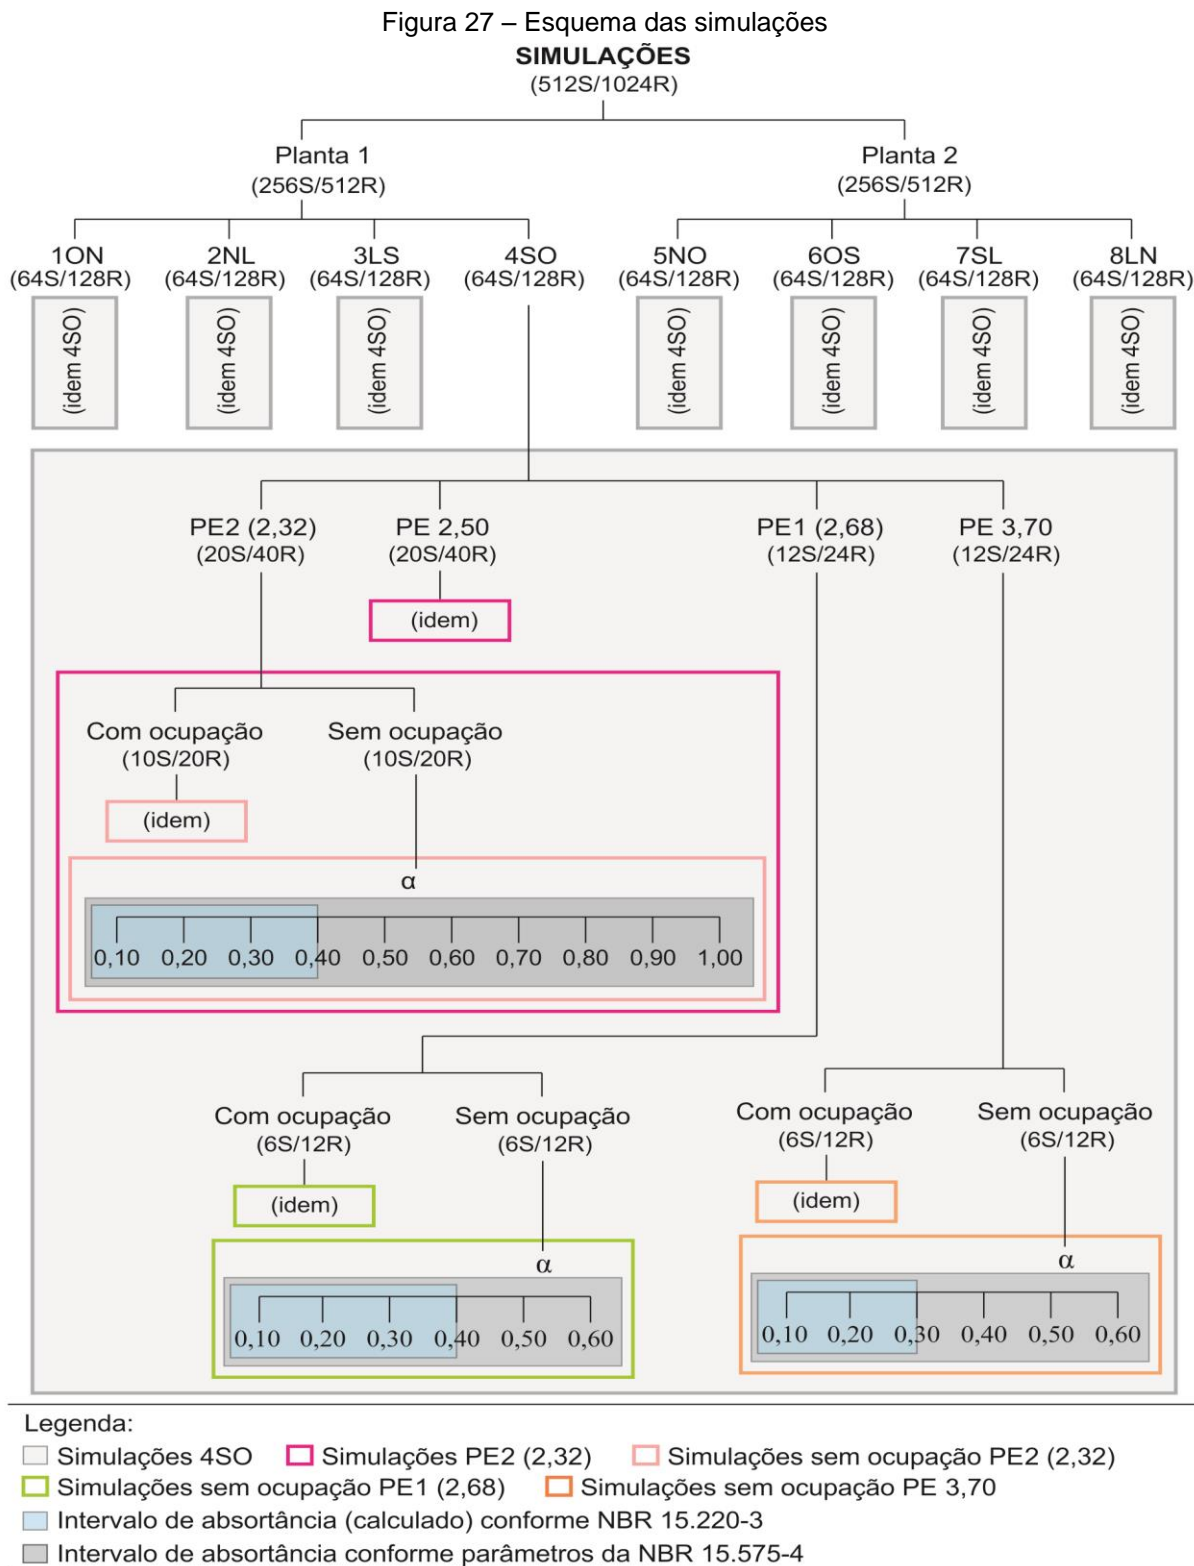 Figura 27 – Esquema das simulações
SIMULAÇÕES
(512S/1024R)
Planta 1
(256S/512R)
Planta 2
(256S/512R)
1ON
(64S/128R)
2NL
(64S/128R)
3LS
(64S/128R)
4SO
(64S/128R)
5NO
(64S/128R)
6OS
(64S/128R)
7SL
(64S/128R)
8LN
(64S/128R)
(idem 4SO)
(idem 4SO)
(idem 4SO)
(idem 4SO)
(idem 4SO)
(idem 4SO)
(idem 4SO)
PE2 (2,32)
(20S/40R)
PE 2,50
(20S/40R)
PE1 (2,68)
(12S/24R)
PE 3,70
(12S/24R)
(idem)
Com ocupação
(10S/20R)
Sem ocupação
(10S/20R)
(idem)
α
0,10 0,20 0,30 0,40 0,50 0,60 0,70 0,80 0,90 1,00
Com ocupação
(6S/12R)
Sem ocupação
(6S/12R)
(idem)
α
0,10 0,20 0,30 0,40 0,50 0,60
Com ocupação
(6S/12R)
Sem ocupação
(6S/12R)
(idem)
α
0,10 0,20 0,30 0,40 0,50 0,60
Legenda:
Simulações 4SO Simulações PE2 (2,32) Simulações sem ocupação PE2 (2,32)
Simulações sem ocupação PE1 (2,68) Simulações sem ocupação PE 3,70
Intervalo de absortância (calculado) conforme NBR 15.220-3
Intervalo de absortância conforme parâmetros da NBR 15.575-4